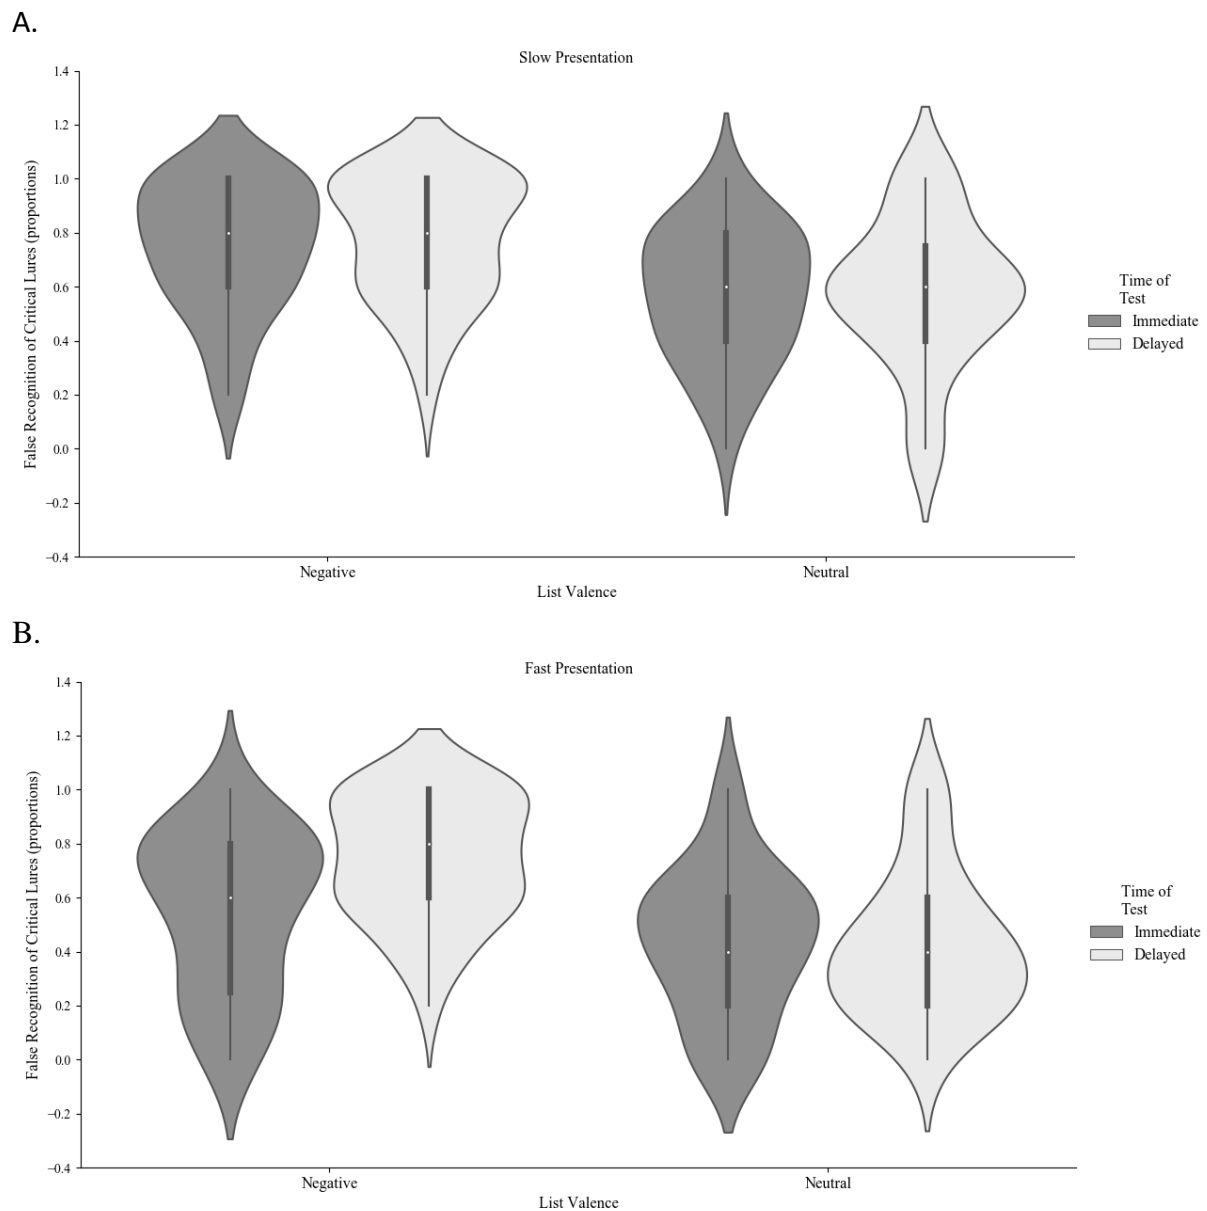 A.
Slow Presentation
False Recognition of Critical Lures (proportions)
1.4
1.2
1.0
0.8
0.6
0.4
0.2
0.0
−0.2
−0.4
Negative
Neutral
List Valence
Time of
Test
Immediate
Delayed
B.
Fast Presentation
False Recognition of Critical Lures (proportions)
1.4
1.2
1.0
0.8
0.6
0.4
0.2
0.0
−0.2
−0.4
Negative
Neutral
List Valence
Time of
Test
Immediate
Delayed